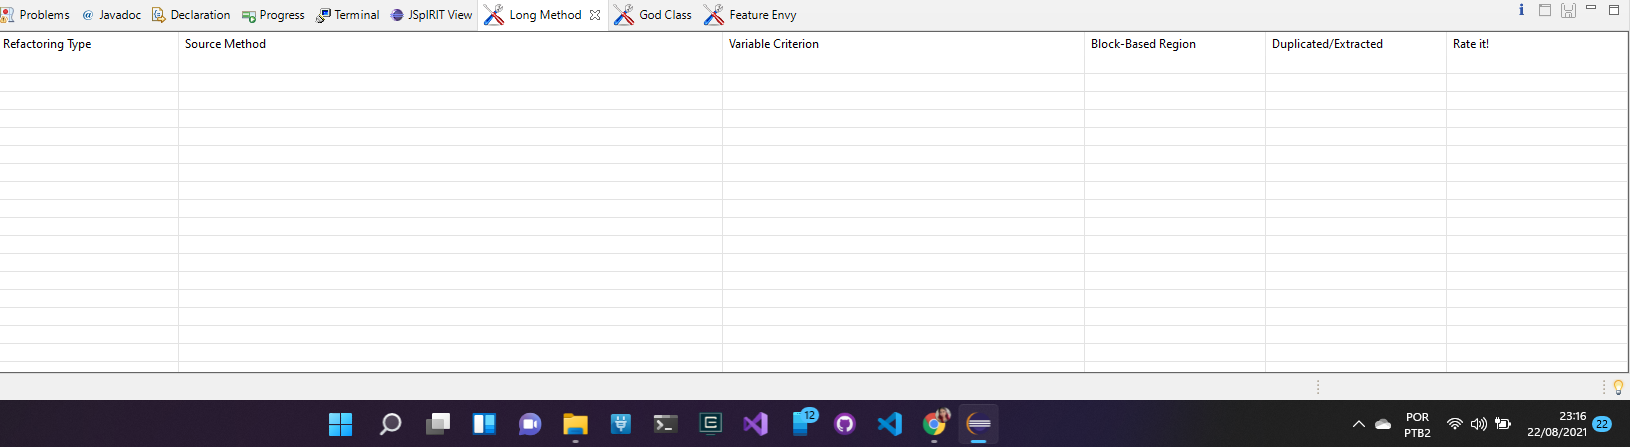 Problems @ Javadoc Declaration Progress Terminal JSpIRIT View Long Method God Class Feature Envy
Refactoring Type Source Method Variable Criterion Block-Based Region Duplicated/Extracted Rate it!
12
POR 23:16
PTB2 22/08/2021 22